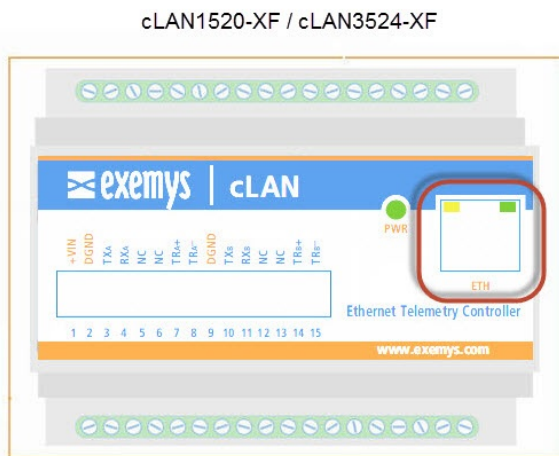 cLAN1520-XF / cLAN3524-XF
exemys | cLAN
+VIN DGND TXA RXA NC NC TRA+ TRA- DGND TXB RXB NC NC TRB+ TRB-
PWR
ETH
1 2 3 4 5 6 7 8 9 10 11 12 13 14 15
Ethernet Telemetry Controller
www.exemys.com